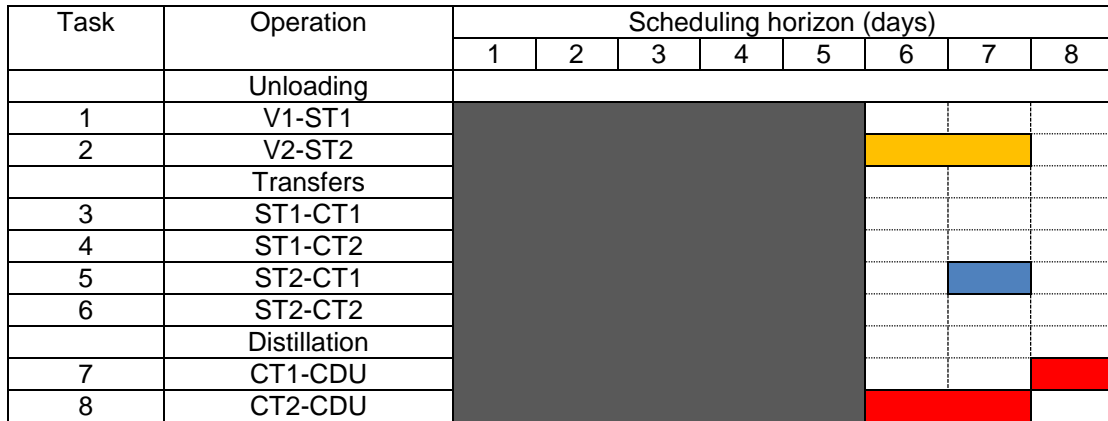 Task Operation Scheduling horizon (days)
1 2 3 4 5 6 7 8
Unloading
1 V1-ST1
2 V2-ST2
Transfers
3 ST1-CT1
4 ST1-CT2
5 ST2-CT1
6 ST2-CT2
Distillation
7 CT1-CDU
8 CT2-CDU